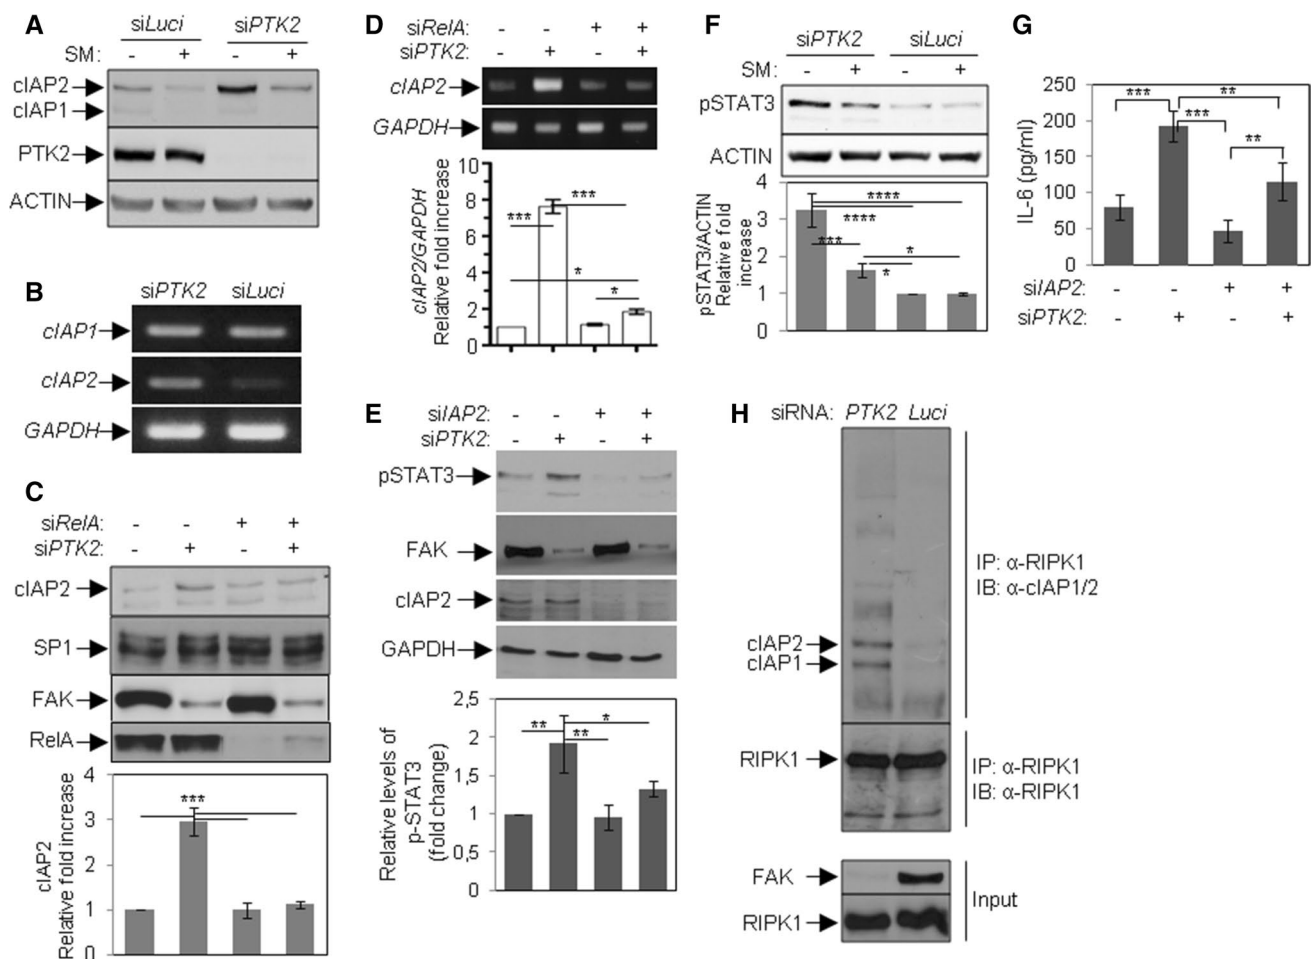 A
siLuci siPTK2
SM: - + - +
cIAP2
cIAP1
PTK2
ACTIN
B
siPTK2 siLuci
cIAP1
cIAP2
GAPDH
C
siRelA: - - + +
siPTK2: - + - +
cIAP2
SP1
FAK
RelA
cIAP2
Relative fold increase
4
3
2
1
0
***
D
siRelA: - - + +
siPTK2: - + - +
cIAP2
GAPDH
cIAP2/GAPDH
Relative fold increase
10
8
6
4
2
0
***
***
*
*
E
siIAP2: - - + +
siPTK2: - + - +
pSTAT3
FAK
cIAP2
GAPDH
Relative levels of
p-STAT3
(fold change)
2,5
2
1,5
1
0,5
0
**
*
**
F
siPTK2 siLuci
SM: - + - +
pSTAT3
ACTIN
pSTAT3/ACTIN
Relative fold
increase
4
3
2
1
0
****
****
***
*
*
G
IL-6 (pg/ml)
250
200
150
100
50
0
***
**
***
**
siIAP2: - - + +
siPTK2: - + - +
H
siRNA: PTK2 Luci
cIAP2
cIAP1
IP: α-RIPK1
IB: α-cIAP1/2
RIPK1
IP: α-RIPK1
IB: α-RIPK1
FAK
RIPK1
Input